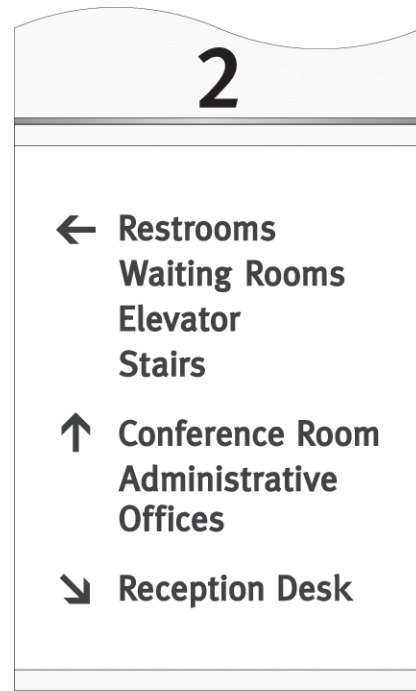 2
← Restrooms
Waiting Rooms
Elevator
Stairs
↑ Conference Room
Administrative
Offices
↘ Reception Desk